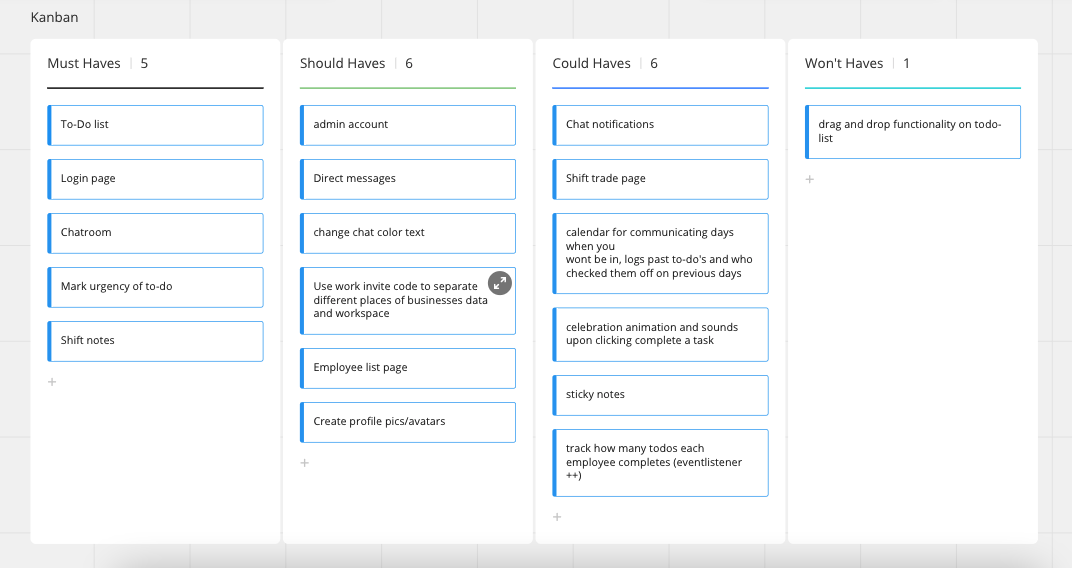 Kanban
Must Haves | 5
To-Do list
Login page
Chatroom
Mark urgency of to-do
Shift notes
+
Should Haves | 6
admin account
Direct messages
change chat color text
Use work invite code to separate
different places of businesses data
and workspace
Employee list page
Create profile pics/avatars
+
Could Haves | 6
Chat notifications
Shift trade page
calendar for communicating days
when you
wont be in, logs past to-do's and who
checked them off on previous days
celebration animation and sounds
upon clicking complete a task
sticky notes
track how many todos each
employee completes (eventlistener
++)
+
Won't Haves | 1
drag and drop functionality on todo-
list
+